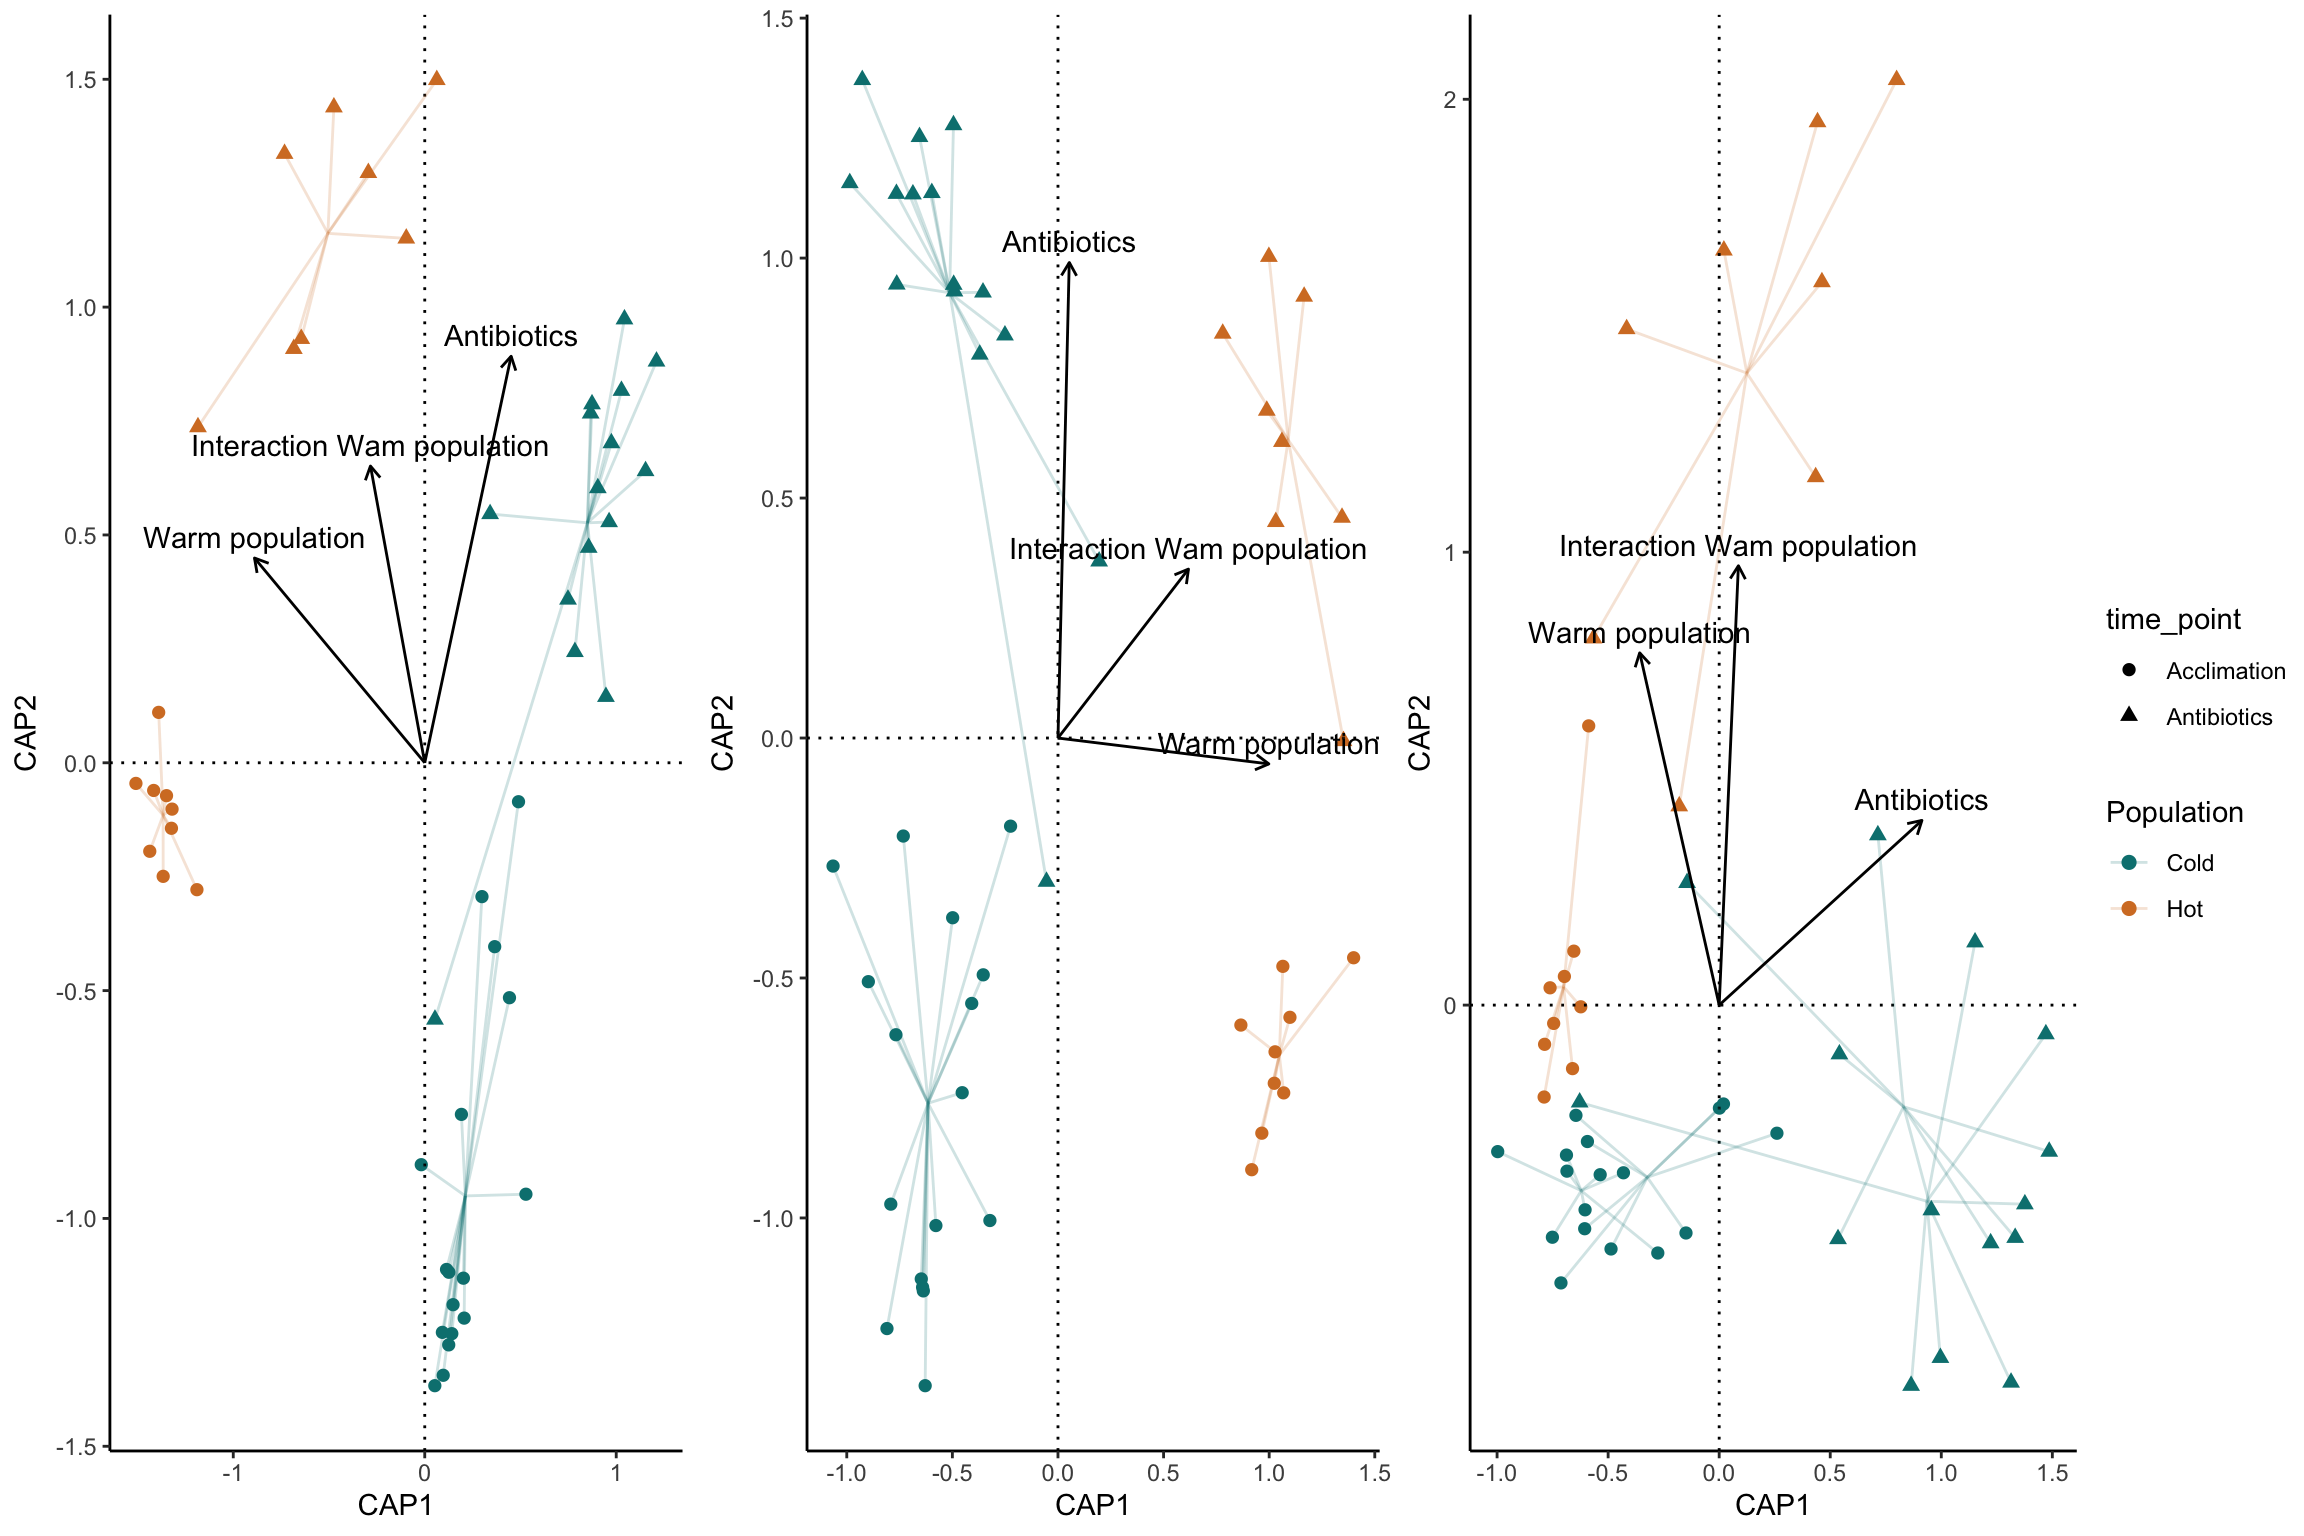 1.5
1.0
0.5
0.0
-0.5
-1.0
-1.5
CAP2
-1
0
1
CAP1
Antibiotics
Interaction Wam population
Warm population
1.5
1.0
0.5
0.0
-0.5
-1.0
CAP2
-1.0
-0.5
0.0
0.5
1.0
1.5
CAP1
Antibiotics
Interaction Wam population
Warm population
2
1
0
CAP2
-1.0
-0.5
0.0
0.5
1.0
1.5
CAP1
Interaction Wam population
Warm population
Antibiotics
time_point
Acclimation
Antibiotics
Population
Cold
Hot